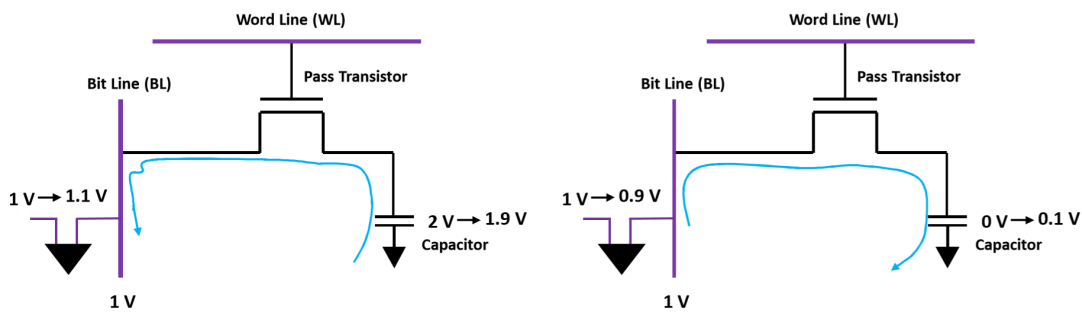 Word Line (WL)
Pass Transistor
Bit Line (BL)
1 V→1.1 V
2 V→1.9 V
Capacitor
1 V
Word Line (WL)
Pass Transistor
Bit Line (BL)
1 V→0.9 V
0 V→0.1 V
Capacitor
1 V